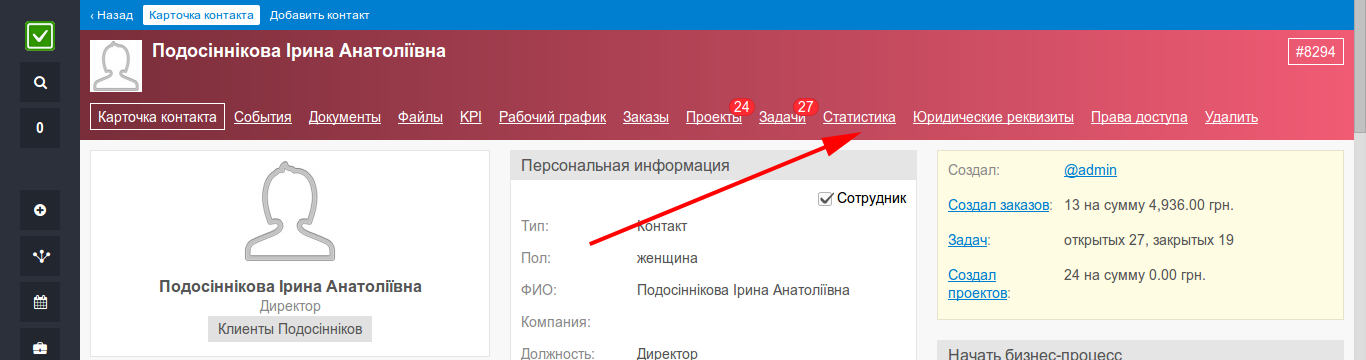 ‹ Назад Карточка контакта Добавить контакт
Подосіннікова Ірина Анатоліївна
#8294
24 27
Карточка контакта События Документы Файлы KPI Рабочий график Заказы Проекты Задачи Статистика Юридические реквизиты Права доступа Удалить
0
Подосіннікова Ірина Анатоліївна
Директор
Клиенты Подосінніков
Персональная информация
Сотрудник
Тип: Контакт
Пол: женщина
ФИО: Подосіннікова Ірина Анатоліївна
Компания:
Должность: Директор
Создал: @admin
Создал заказов: 13 на сумму 4,936.00 грн.
Задач: открытых 27, закрытых 19
Создал 24 на сумму 0.00 грн.
проектов:
Начать бизнес-процесс